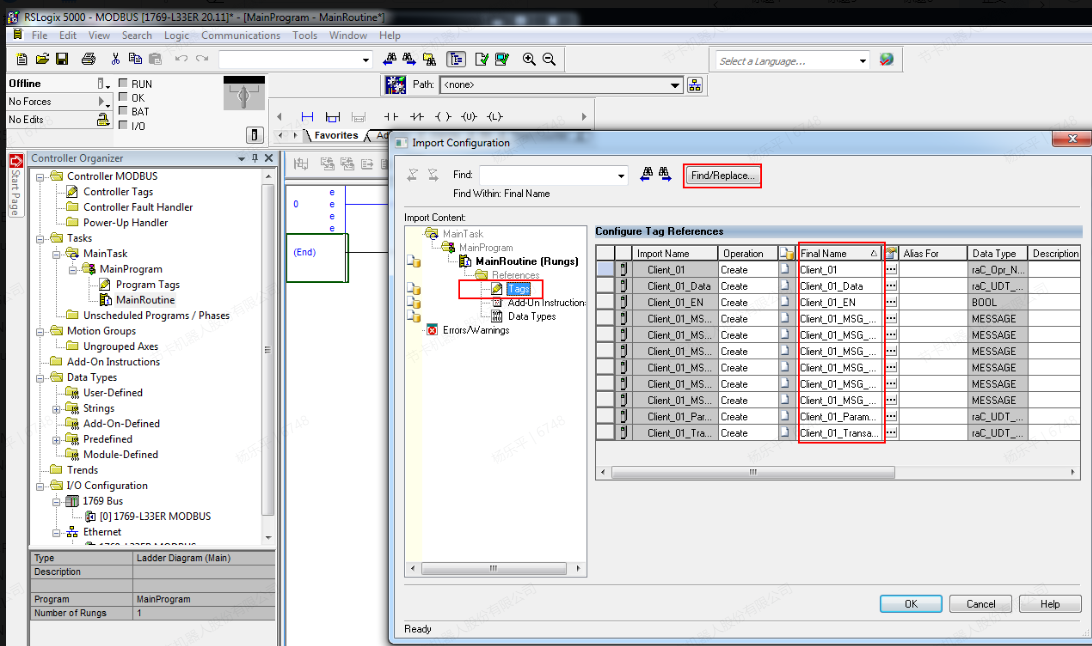 RSLogix 5000 - MODBUS [1769-L33ER 20.11]* - [MainProgram - MainRoutine*]
File Edit View Search Logic Communications Tools Window Help
Select a Language...
Offline
RUN
No Forces
OK
No Edits
BAT
I/O
Path: <none>
Favorites
Start Page
Controller Organizer
Controller MODBUS
Controller Tags
Controller Fault Handler
Power-Up Handler
Tasks
MainTask
MainProgram
Program Tags
MainRoutine
Unscheduled Programs / Phases
Motion Groups
Ungrouped Axes
Add-On Instructions
Data Types
User-Defined
Strings
Add-On-Defined
Predefined
Module-Defined
Trends
I/O Configuration
1769 Bus
[0] 1769-L33ER MODBUS
Ethernet
1769-L33ER MODBUS
Type Ladder Diagram (Main)
Description
Program MainProgram
Number of Rungs 1
0
e
e
e
e
(End)
Import Configuration
Find:
Find/Replace...
Find Within: Final Name
Import Content:
MainTask
MainProgram
MainRoutine (Rungs)
References
Tags
Add-On Instructions
Data Types
Errors/Warnings
Configure Tag References
Import Name Operation Final Name Alias For Data Type Description
Client_01 Create Client_01 raC_Opr_N...
Client_01_Data Create Client_01_Data raC_UDT_...
Client_01_EN Create Client_01_EN BOOL
Client_01_MS... Create Client_01_MSG_... MESSAGE
Client_01_MS... Create Client_01_MSG_... MESSAGE
Client_01_MS... Create Client_01_MSG_... MESSAGE
Client_01_MS... Create Client_01_MSG_... MESSAGE
Client_01_MS... Create Client_01_MSG_... MESSAGE
Client_01_MS... Create Client_01_MSG_... MESSAGE
Client_01_Par... Create Client_01_Param... raC_UDT_...
Client_01_Tra... Create Client_01_Transa... raC_UDT_...
OK Cancel Help
Ready